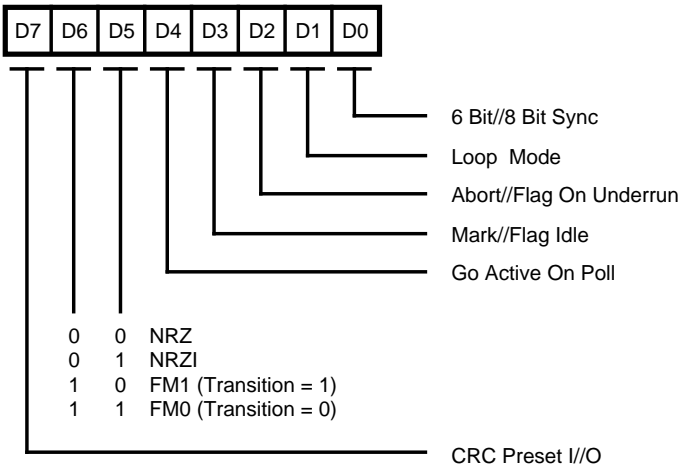 D7 D6 D5 D4 D3 D2 D1 D0
6 Bit//8 Bit Sync
Loop Mode
Abort//Flag On Underrun
Mark//Flag Idle
Go Active On Poll
0 0 NRZ
0 1 NRZI
1 0 FM1 (Transition = 1)
1 1 FM0 (Transition = 0)
CRC Preset I//O